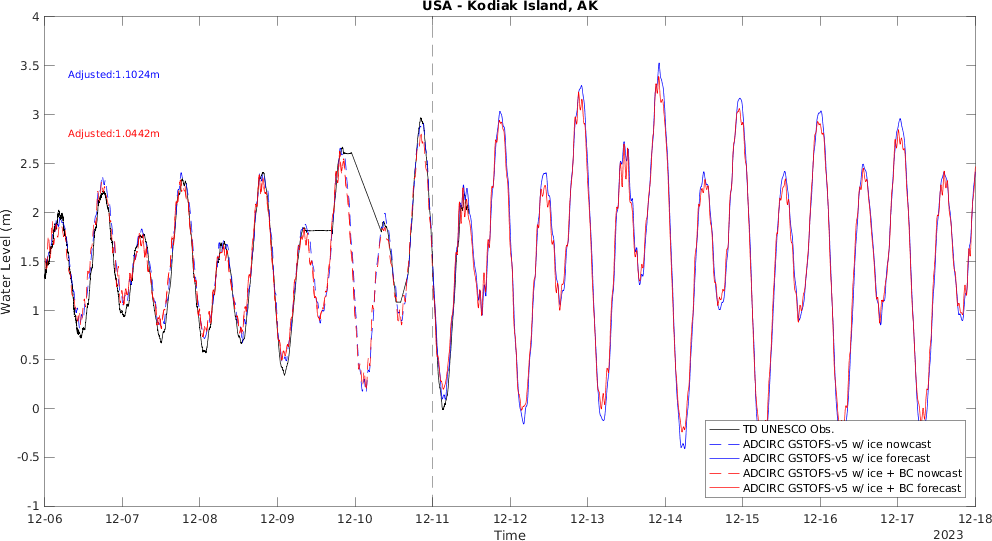 USA - Kodiak Island, AK
4
3.5
3
2.5
2
1.5
1
0.5
0
-0.5
-1
Water Level (m)
Adjusted:1.1024m
Adjusted:1.0442m
TD UNESCO Obs.
ADCIRC GSTOFS-v5 w/ ice nowcast
ADCIRC GSTOFS-v5 w/ ice forecast
ADCIRC GSTOFS-v5 w/ ice + BC nowcast
ADCIRC GSTOFS-v5 w/ ice + BC forecast
12-06 12-07 12-08 12-09 12-10 12-11 12-12 12-13 12-14 12-15 12-16 12-17 12-18
Time
2023